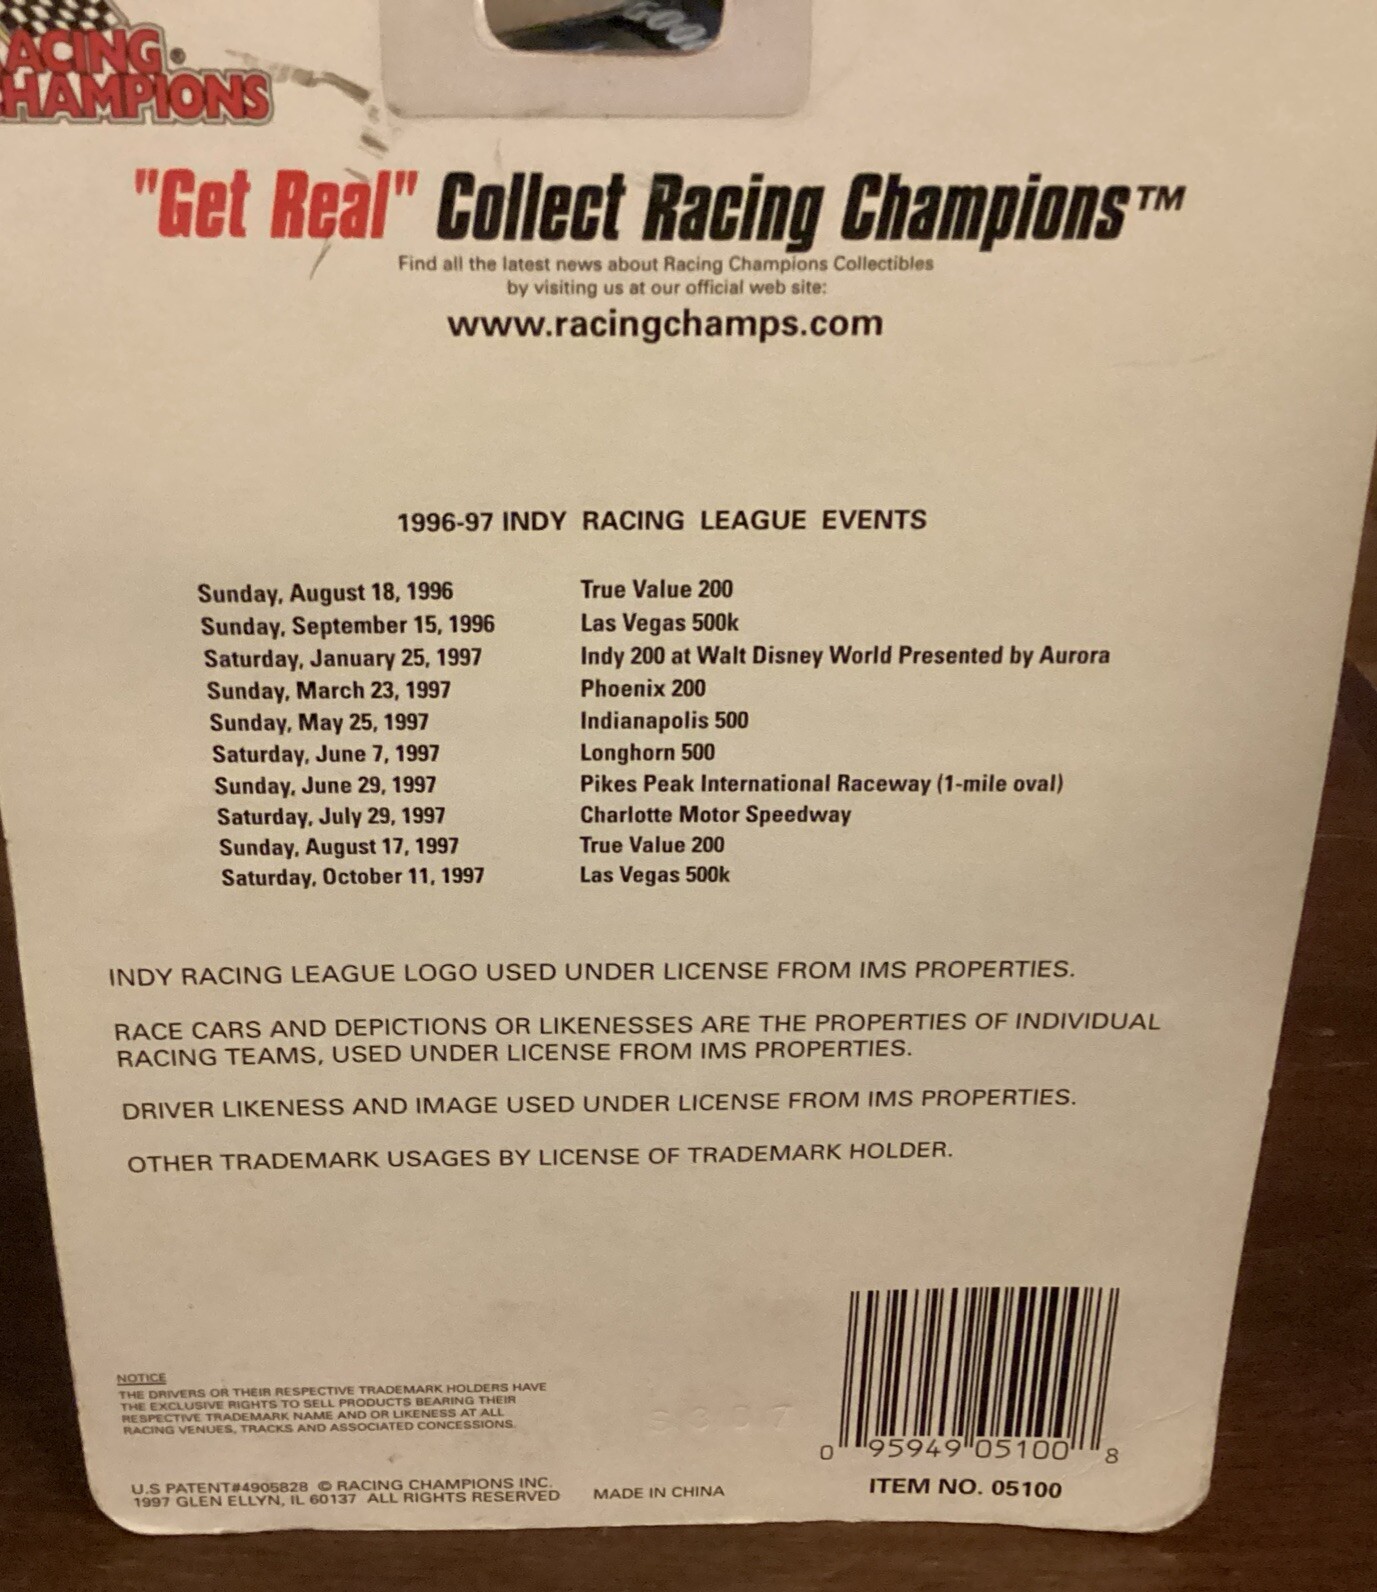 ACING®
HAMPIONS
"Get Real" Collect Racing Champions™
Find all the latest news about Racing Champions Collectibles
by visiting us at our official web site:
www.racingchamps.com
1996-97 INDY RACING LEAGUE EVENTS
Sunday, August 18, 1996 True Value 200
Sunday, September 15, 1996 Las Vegas 500k
Saturday, January 25, 1997 Indy 200 at Walt Disney World Presented by Aurora
Sunday, March 23, 1997 Phoenix 200
Sunday, May 25, 1997 Indianapolis 500
Saturday, June 7, 1997 Longhorn 500
Sunday, June 29, 1997 Pikes Peak International Raceway (1-mile oval)
Saturday, July 29, 1997 Charlotte Motor Speedway
Sunday, August 17, 1997 True Value 200
Saturday, October 11, 1997 Las Vegas 500k
INDY RACING LEAGUE LOGO USED UNDER LICENSE FROM IMS PROPERTIES.
RACE CARS AND DEPICTIONS OR LIKENESSES ARE THE PROPERTIES OF INDIVIDUAL
RACING TEAMS, USED UNDER LICENSE FROM IMS PROPERTIES.
DRIVER LIKENESS AND IMAGE USED UNDER LICENSE FROM IMS PROPERTIES.
OTHER TRADEMARK USAGES BY LICENSE OF TRADEMARK HOLDER.
NOTICE
THE DRIVERS OR THEIR RESPECTIVE TRADEMARK HOLDERS HAVE
THE EXCLUSIVE RIGHTS TO SELL PRODUCTS BEARING THEIR
RESPECTIVE TRADEMARK NAME AND OR LIKENESS AT ALL
RACING VENUES, TRACKS AND ASSOCIATED CONCESSIONS.
U.S PATENT#4905828 © RACING CHAMPIONS INC.
1997 GLEN ELLYN, IL 60137 ALL RIGHTS RESERVED
MADE IN CHINA
0 95949 05100 8
ITEM NO. 05100